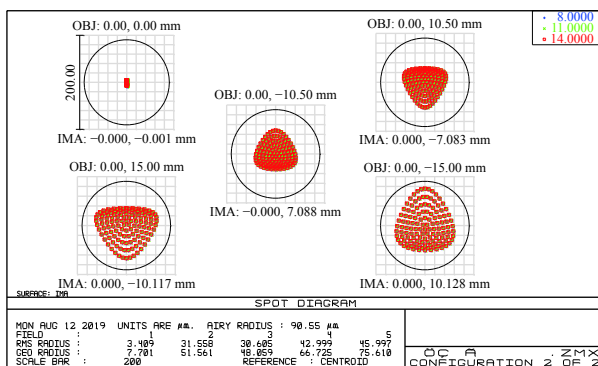 OBJ: 0.00, 0.00 mm
OBJ: 0.00, 10.50 mm
8.0000
11.0000
14.0000
200.00
OBJ: 0.00, −10.50 mm
IMA: −0.000, −0.001 mm
IMA: 0.000, −7.083 mm
OBJ: 0.00, 15.00 mm
OBJ: 0.00, −15.00 mm
IMA: −0.000, 7.088 mm
IMA: 0.000, −10.117 mm
IMA: 0.000, 10.128 mm
SURFACE: IMA
SPOT DIAGRAM
MON AUG 12 2019 UNITS ARE µm. AIRY RADIUS : 90.55 µm
FIELD : 1 2 3 4 5
RMS RADIUS : 3.409 31.558 30.605 42.999 45.997
GEO RADIUS : 7.701 51.561 48.059 66.725 75.610
SCALE BAR : 200 REFERENCE : CENTROID
.ZMX
CONFIGURATION 2 OF 2